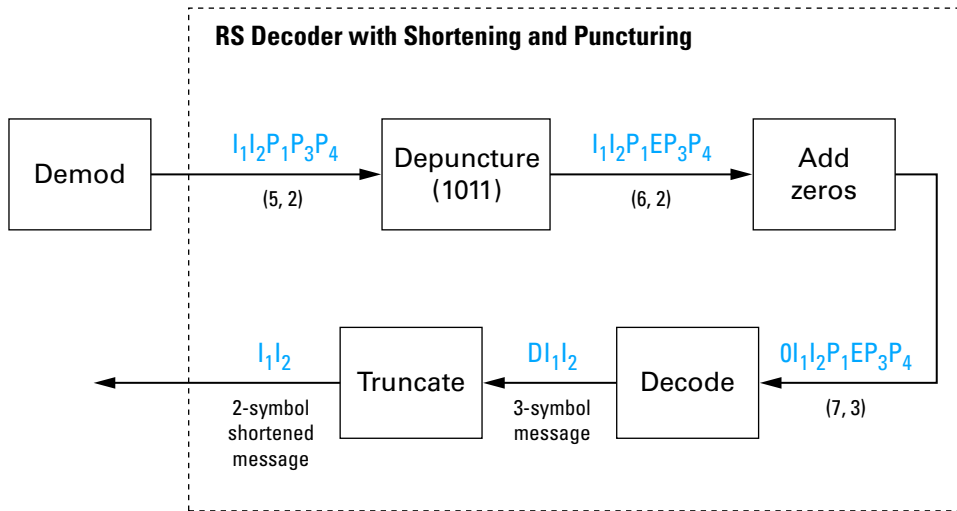 RS Decoder with Shortening and Puncturing
Demod
I₁I₂P₁P₃P₄
(5, 2)
Depuncture
(1011)
I₁I₂P₁EP₃P₄
(6, 2)
Add
zeros
I₁I₂
2-symbol
shortened
message
Truncate
DI₁I₂
3-symbol
message
Decode
0I₁I₂P₁EP₃P₄
(7, 3)